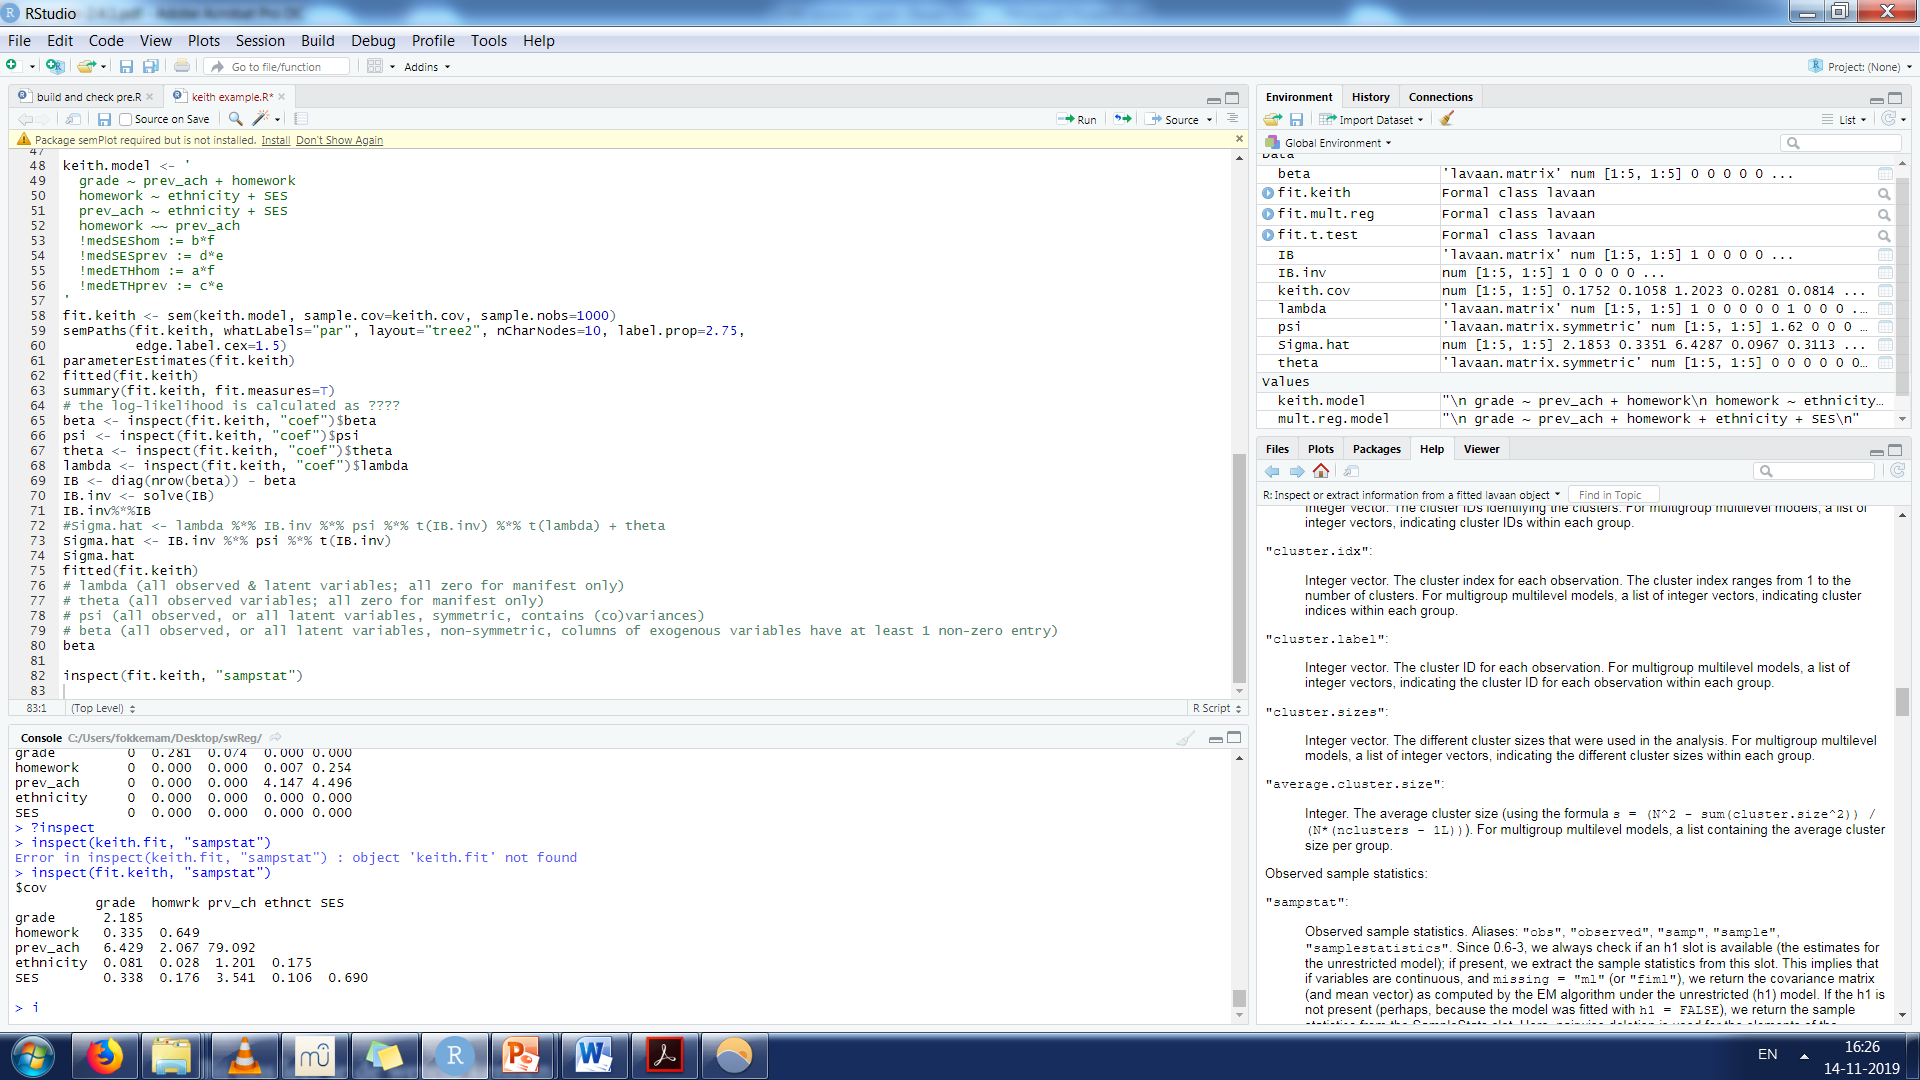 RStudio
File Edit Code View Plots Session Build Debug Profile Tools Help
Go to file/function Addins Project: (None)
build and check pre.R keith example.R*
Source on Save Run Source
Package semPlot required but is not installed. Install Don't Show Again
47
48 keith.model <- '
49 grade ~ prev_ach + homework
50 homework ~ ethnicity + SES
51 prev_ach ~ ethnicity + SES
52 homework ~~ prev_ach
53 !medSEShom := b*f
54 !medSESprev := d*e
55 !medETHhom := a*f
56 !medETHprev := c*e
57 '
58 fit.keith <- sem(keith.model, sample.cov=keith.cov, sample.nobs=1000)
59 semPaths(fit.keith, whatLabels="par", layout="tree2", nCharNodes=10, label.prop=2.75,
60 edge.label.cex=1.5)
61 parameterEstimates(fit.keith)
62 fitted(fit.keith)
63 summary(fit.keith, fit.measures=T)
64 # the log-likelihood is calculated as ????
65 beta <- inspect(fit.keith, "coef")$beta
66 psi <- inspect(fit.keith, "coef")$psi
67 theta <- inspect(fit.keith, "coef")$theta
68 lambda <- inspect(fit.keith, "coef")$lambda
69 IB <- diag(nrow(beta)) - beta
70 IB.inv <- solve(IB)
71 IB.inv%*%IB
72 #Sigma.hat <- lambda %*% IB.inv %*% psi %*% t(IB.inv) %*% t(lambda) + theta
73 Sigma.hat <- IB.inv %*% psi %*% t(IB.inv)
74 Sigma.hat
75 fitted(fit.keith)
76 # lambda (all observed & latent variables; all zero for manifest only)
77 # theta (all observed variables; all zero for manifest only)
78 # psi (all observed, or all latent variables, symmetric, contains (co)variances)
79 # beta (all observed, or all latent variables, non-symmetric, columns of exogenous variables have at least 1 non-zero entry)
80 beta
81
82 inspect(fit.keith, "sampstat")
83
83:1 (Top Level) R Script
Console C:/Users/fokkemam/Desktop/swReg/
grade 0 0.281 0.074 0.000 0.000
homework 0 0.000 0.000 0.007 0.254
prev_ach 0 0.000 0.000 4.147 4.496
ethnicity 0 0.000 0.000 0.000 0.000
SES 0 0.000 0.000 0.000 0.000
> ?inspect
> inspect(keith.fit, "sampstat")
Error in inspect(keith.fit, "sampstat") : object 'keith.fit' not found
> inspect(fit.keith, "sampstat")
$cov
grade homwrk prv_ch ethnct SES
grade 2.185
homework 0.335 0.649
prev_ach 6.429 2.067 79.092
ethnicity 0.081 0.028 1.201 0.175
SES 0.338 0.176 3.541 0.106 0.690
> i
Environment History Connections
Import Dataset List
Global Environment
Data
beta 'lavaan.matrix' num [1:5, 1:5] 0 0 0 0 0 ...
fit.keith Formal class lavaan
fit.mult.reg Formal class lavaan
fit.t.test Formal class lavaan
IB 'lavaan.matrix' num [1:5, 1:5] 1 0 0 0 0 ...
IB.inv num [1:5, 1:5] 1 0 0 0 0 ...
keith.cov num [1:5, 1:5] 0.1752 0.1058 1.2023 0.0281 0.0814 ...
lambda 'lavaan.matrix' num [1:5, 1:5] 1 0 0 0 0 0 1 0 0 0 ...
psi 'lavaan.matrix.symmetric' num [1:5, 1:5] 1.62 0 0 0 ...
Sigma.hat num [1:5, 1:5] 2.1853 0.3351 6.4287 0.0967 0.3113 ...
theta 'lavaan.matrix.symmetric' num [1:5, 1:5] 0 0 0 0 0 0...
Values
keith.model "\n grade ~ prev_ach + homework\n homework ~ ethnicity...
mult.reg.model "\n grade ~ prev_ach + homework + ethnicity + SES\n"
Files Plots Packages Help Viewer
R: Inspect or extract information from a fitted lavaan object Find in Topic
Integer vector. The cluster IDs identifying the clusters. For multigroup multilevel models, a list of
integer vectors, indicating cluster IDs within each group.
"cluster.idx":
Integer vector. The cluster index for each observation. The cluster index ranges from 1 to the
number of clusters. For multigroup multilevel models, a list of integer vectors, indicating cluster
indices within each group.
"cluster.label":
Integer vector. The cluster ID for each observation. For multigroup multilevel models, a list of
integer vectors, indicating the cluster ID for each observation within each group.
"cluster.sizes":
Integer vector. The different cluster sizes that were used in the analysis. For multigroup multilevel
models, a list of integer vectors, indicating the different cluster sizes within each group.
"average.cluster.size":
Integer. The average cluster size (using the formula s = (N^2 - sum(cluster.size^2)) /
(N*(nclusters - 1L))). For multigroup multilevel models, a list containing the average cluster
size per group.
Observed sample statistics:
"sampstat":
Observed sample statistics. Aliases: "obs", "observed", "samp", "sample",
"samplestatistics". Since 0.6-3, we always check if an h1 slot is available (the estimates for
the unrestricted model); if present, we extract the sample statistics from this slot. This implies that
if variables are continuous, and missing = "ml" (or "fiml"), we return the covariance matrix
(and mean vector) as computed by the EM algorithm under the unrestricted (h1) model. If the h1 is
not present (perhaps, because the model was fitted with h1 = FALSE), we return the sample
EN 16:26
14-11-2019